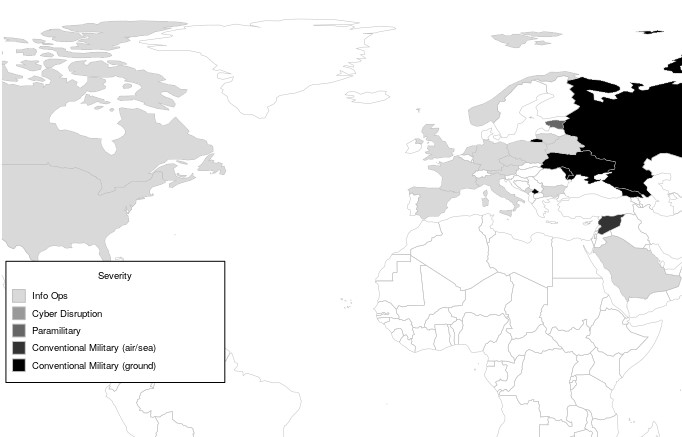 Severity
Info Ops
Cyber Disruption
Paramilitary
Conventional Military (air/sea)
Conventional Military (ground)